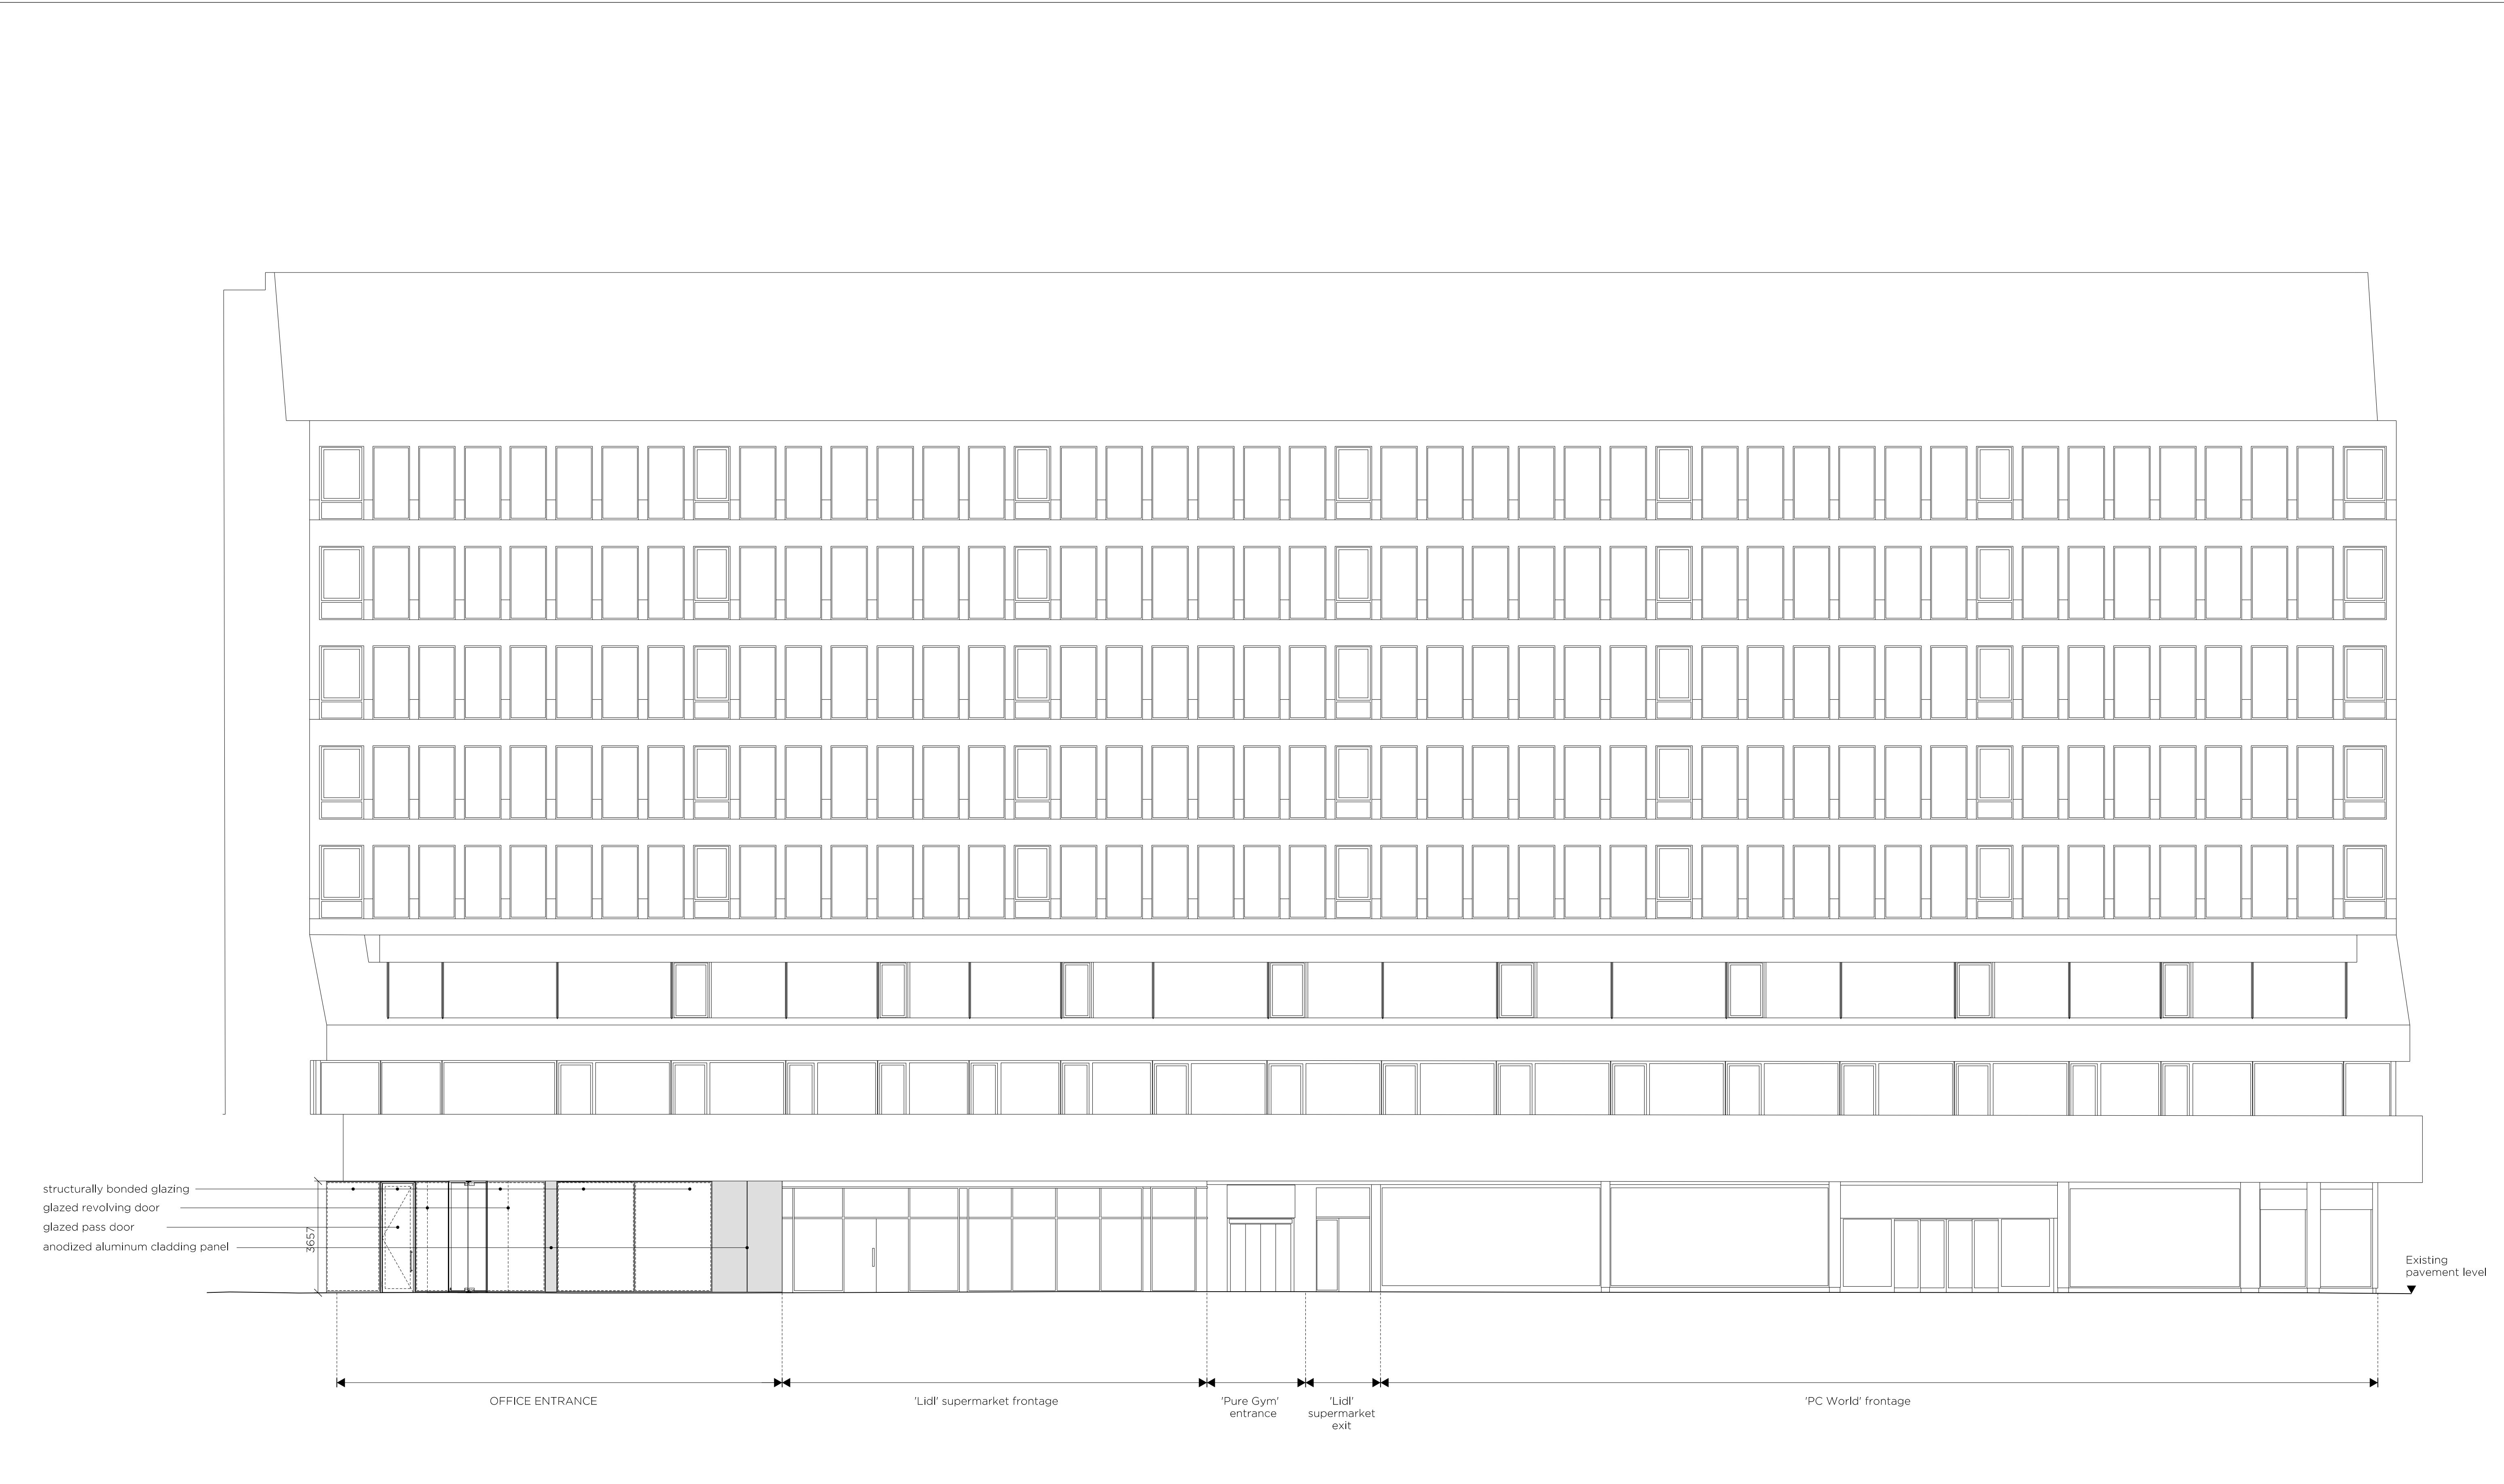 structurally bonded glazing
glazed revolving door
glazed pass door
anodized aluminum cladding panel
3657
Existing
pavement level
OFFICE ENTRANCE
'Lidl' supermarket frontage
'Pure Gym'
entrance
'Lidl'
supermarket
exit
'PC World' frontage